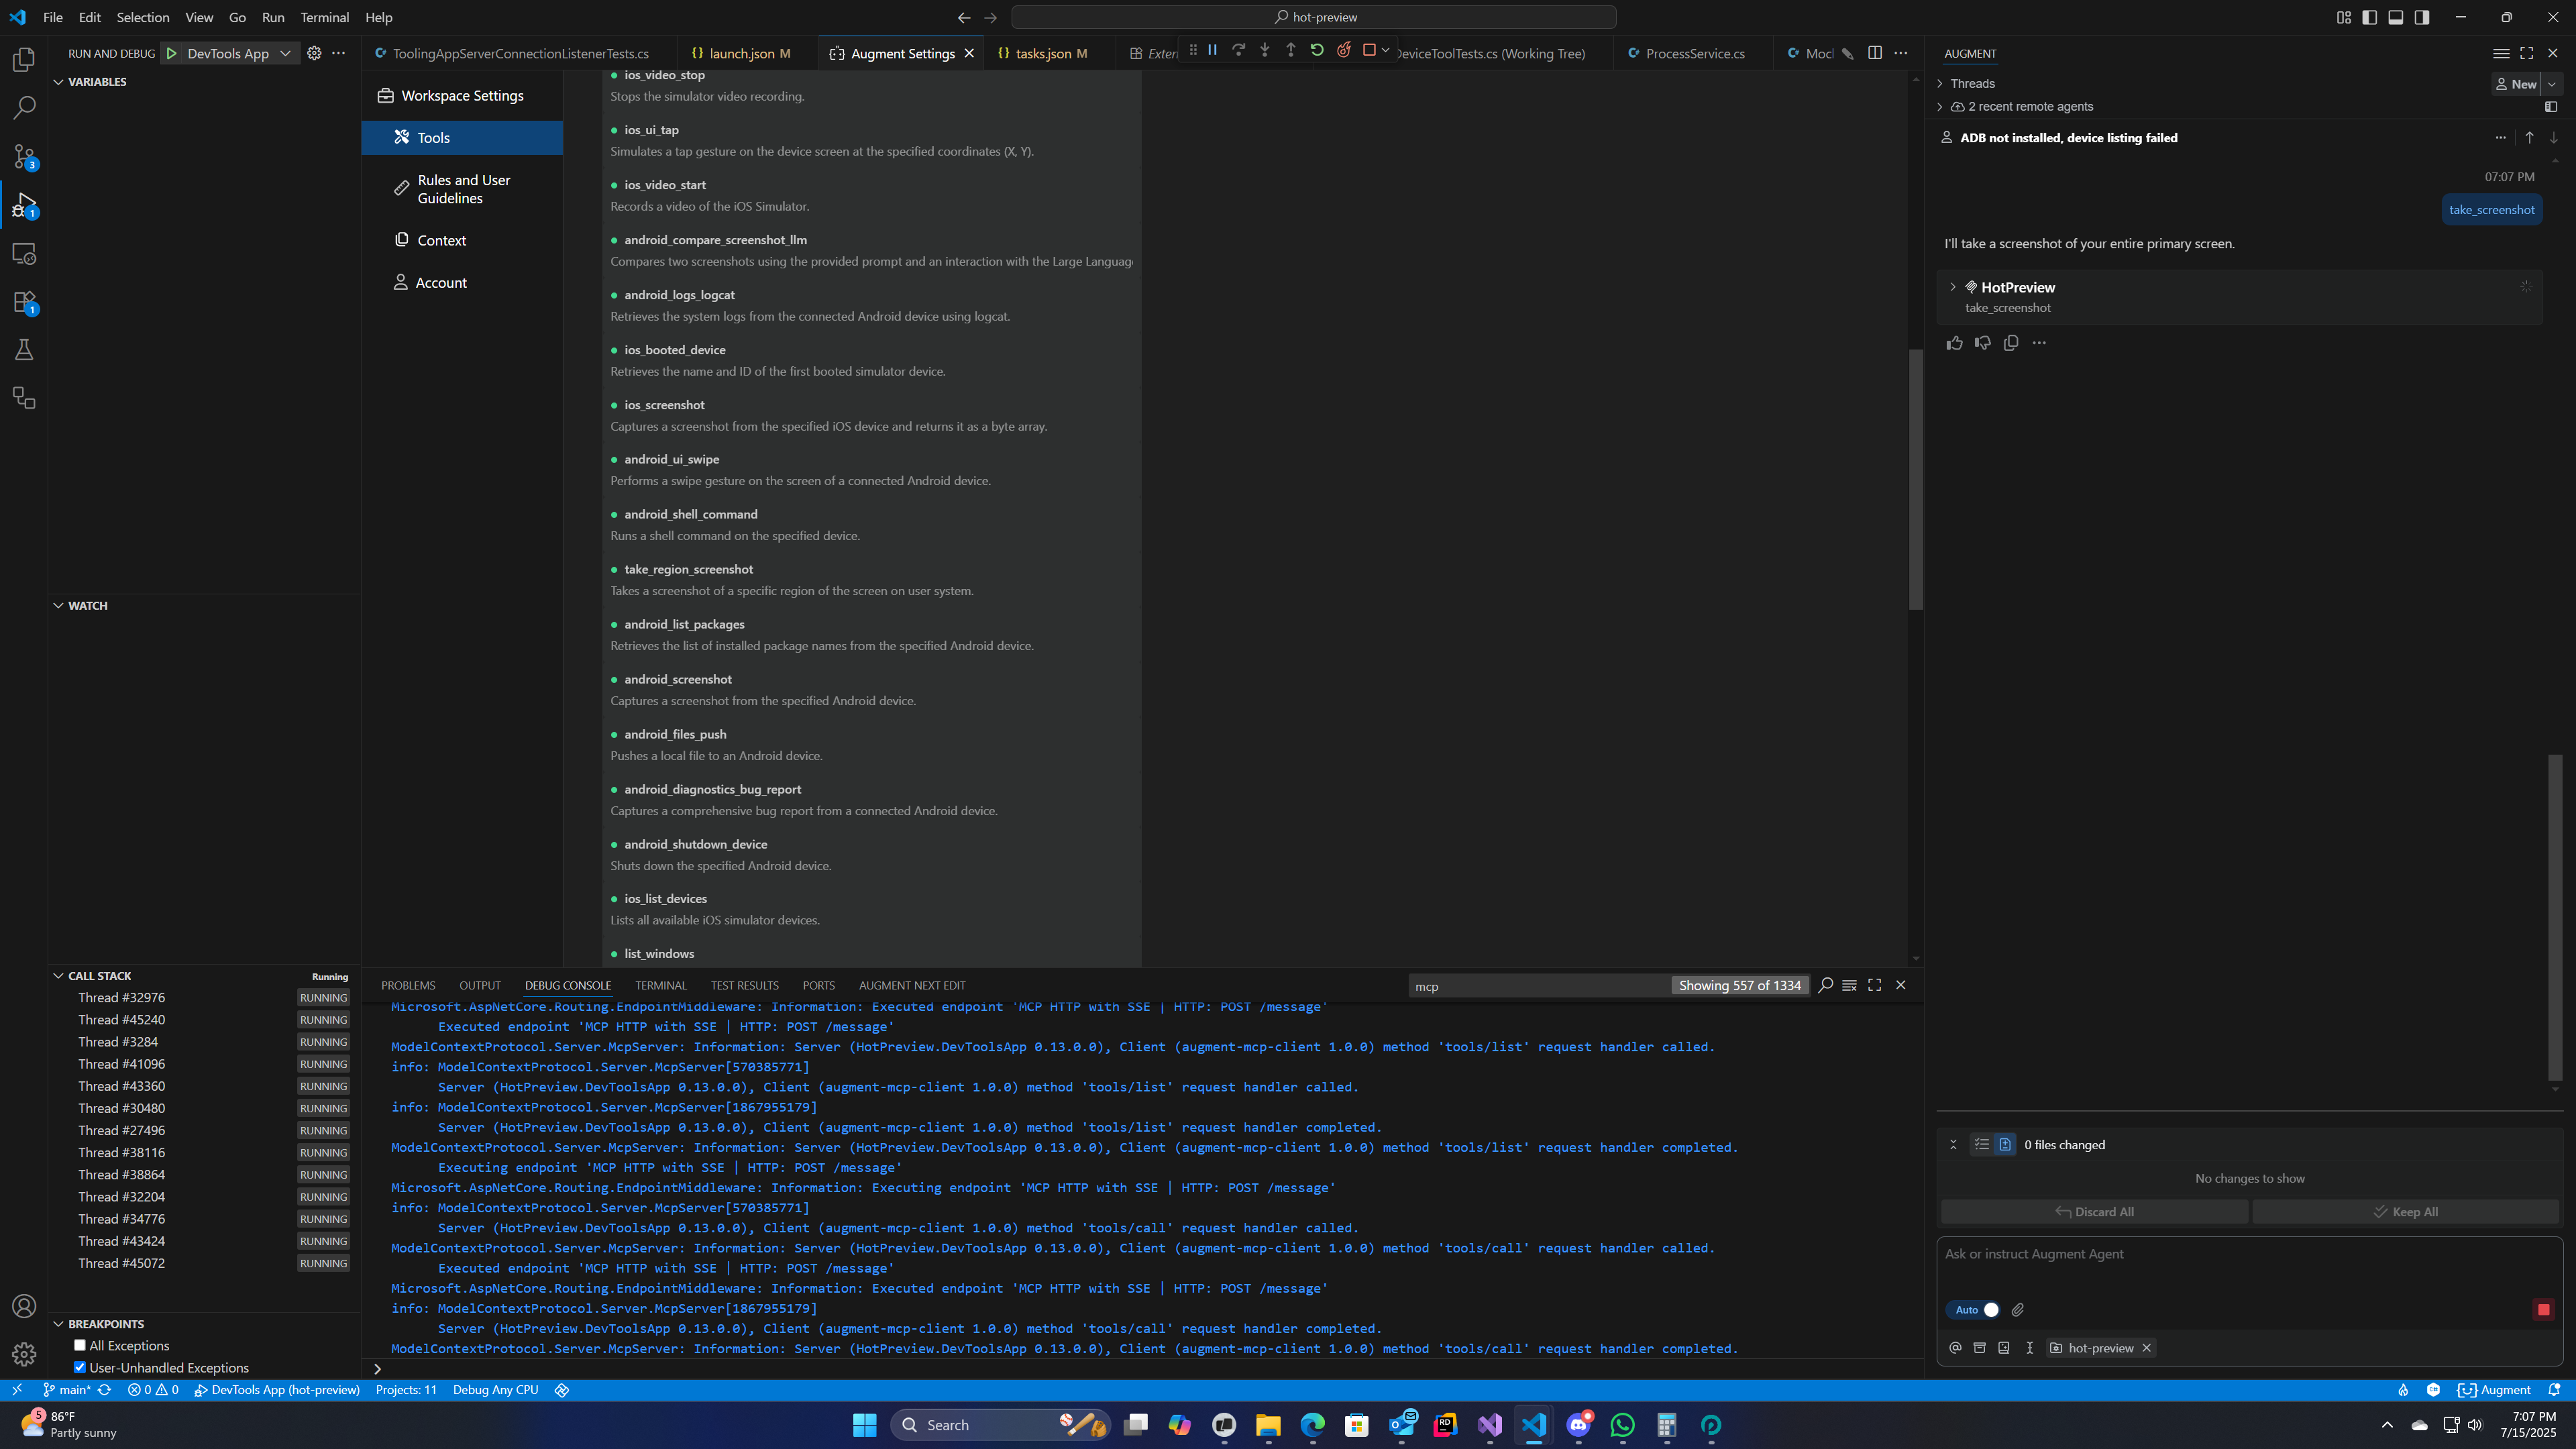 File Edit Selection View Go Run Terminal Help
hot-preview
RUN AND DEBUG DevTools App
ToolingAppServerConnectionListenerTests.cs
launch.json M
Augment Settings
tasks.json M
DeviceToolTests.cs (Working Tree)
ProcessService.cs
VARIABLES
WATCH
CALL STACK Running
Thread #32976 RUNNING
Thread #45240 RUNNING
Thread #3284 RUNNING
Thread #41096 RUNNING
Thread #43360 RUNNING
Thread #30480 RUNNING
Thread #27496 RUNNING
Thread #38116 RUNNING
Thread #38864 RUNNING
Thread #32204 RUNNING
Thread #34776 RUNNING
Thread #43424 RUNNING
Thread #45072 RUNNING
BREAKPOINTS
All Exceptions
User-Unhandled Exceptions
3
1
1
Workspace Settings
Tools
Rules and User
Guidelines
Context
Account
ios_video_stop
Stops the simulator video recording.
ios_ui_tap
Simulates a tap gesture on the device screen at the specified coordinates (X, Y).
ios_video_start
Records a video of the iOS Simulator.
android_compare_screenshot_llm
Compares two screenshots using the provided prompt and an interaction with the Large Language
android_logs_logcat
Retrieves the system logs from the connected Android device using logcat.
ios_booted_device
Retrieves the name and ID of the first booted simulator device.
ios_screenshot
Captures a screenshot from the specified iOS device and returns it as a byte array.
android_ui_swipe
Performs a swipe gesture on the screen of a connected Android device.
android_shell_command
Runs a shell command on the specified device.
take_region_screenshot
Takes a screenshot of a specific region of the screen on user system.
android_list_packages
Retrieves the list of installed package names from the specified Android device.
android_screenshot
Captures a screenshot from the specified Android device.
android_files_push
Pushes a local file to an Android device.
android_diagnostics_bug_report
Captures a comprehensive bug report from a connected Android device.
android_shutdown_device
Shuts down the specified Android device.
ios_list_devices
Lists all available iOS simulator devices.
list_windows
PROBLEMS OUTPUT DEBUG CONSOLE TERMINAL TEST RESULTS PORTS AUGMENT NEXT EDIT
mcp Showing 557 of 1334
Microsoft.AspNetCore.Routing.EndpointMiddleware: Information: Executed endpoint 'MCP HTTP with SSE | HTTP: POST /message'
Executed endpoint 'MCP HTTP with SSE | HTTP: POST /message'
ModelContextProtocol.Server.McpServer: Information: Server (HotPreview.DevToolsApp 0.13.0.0), Client (augment-mcp-client 1.0.0) method 'tools/list' request handler called.
info: ModelContextProtocol.Server.McpServer[570385771]
Server (HotPreview.DevToolsApp 0.13.0.0), Client (augment-mcp-client 1.0.0) method 'tools/list' request handler called.
info: ModelContextProtocol.Server.McpServer[1867955179]
Server (HotPreview.DevToolsApp 0.13.0.0), Client (augment-mcp-client 1.0.0) method 'tools/list' request handler completed.
ModelContextProtocol.Server.McpServer: Information: Server (HotPreview.DevToolsApp 0.13.0.0), Client (augment-mcp-client 1.0.0) method 'tools/list' request handler completed.
Executing endpoint 'MCP HTTP with SSE | HTTP: POST /message'
Microsoft.AspNetCore.Routing.EndpointMiddleware: Information: Executing endpoint 'MCP HTTP with SSE | HTTP: POST /message'
info: ModelContextProtocol.Server.McpServer[570385771]
Server (HotPreview.DevToolsApp 0.13.0.0), Client (augment-mcp-client 1.0.0) method 'tools/call' request handler called.
ModelContextProtocol.Server.McpServer: Information: Server (HotPreview.DevToolsApp 0.13.0.0), Client (augment-mcp-client 1.0.0) method 'tools/call' request handler called.
Executed endpoint 'MCP HTTP with SSE | HTTP: POST /message'
Microsoft.AspNetCore.Routing.EndpointMiddleware: Information: Executed endpoint 'MCP HTTP with SSE | HTTP: POST /message'
info: ModelContextProtocol.Server.McpServer[1867955179]
Server (HotPreview.DevToolsApp 0.13.0.0), Client (augment-mcp-client 1.0.0) method 'tools/call' request handler completed.
ModelContextProtocol.Server.McpServer: Information: Server (HotPreview.DevToolsApp 0.13.0.0), Client (augment-mcp-client 1.0.0) method 'tools/call' request handler completed.
AUGMENT
Threads New
2 recent remote agents
ADB not installed, device listing failed
07:07 PM
take_screenshot
I'll take a screenshot of your entire primary screen.
HotPreview
take_screenshot
0 files changed
No changes to show
Discard All Keep All
Ask or instruct Augment Agent
Auto
hot-preview
main* 0 0 DevTools App (hot-preview) Projects: 11 Debug Any CPU Augment
5 86°F
Partly sunny
Search
7:07 PM
7/15/2025